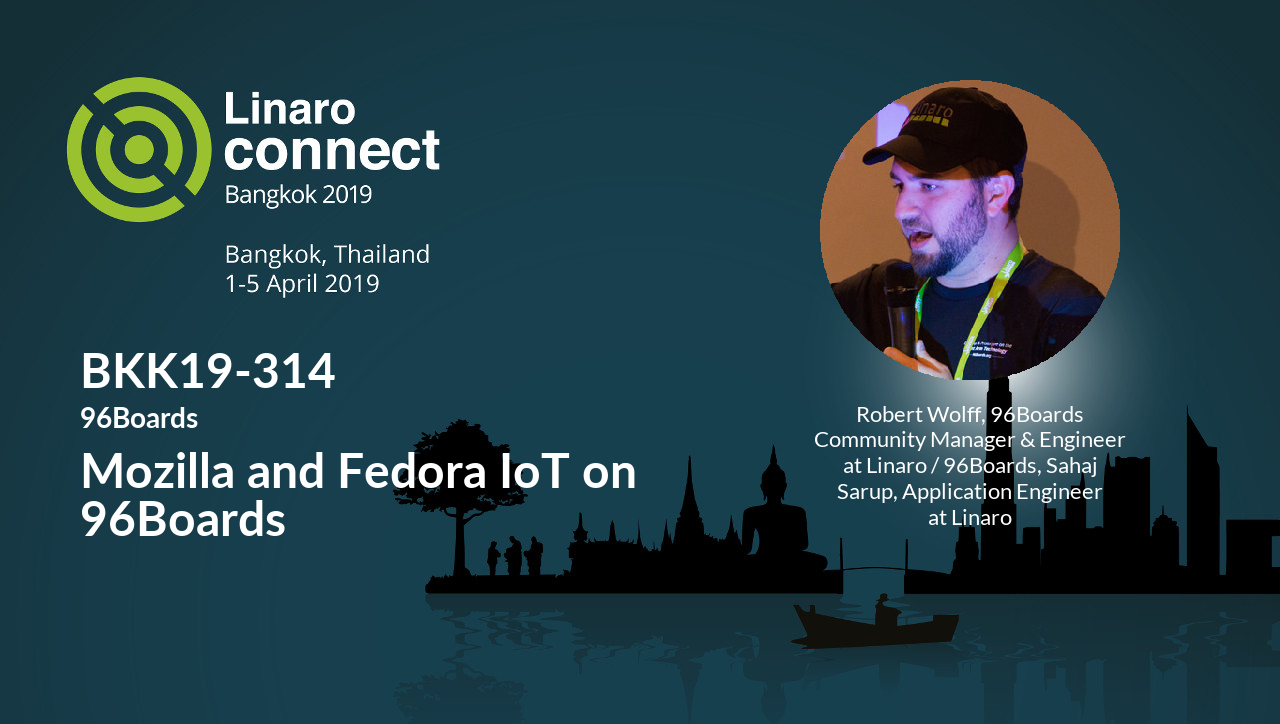 Linaro
connect
Bangkok 2019
Bangkok, Thailand
1-5 April 2019
BKK19-314
96Boards
Mozilla and Fedora IoT on
96Boards
Linaro
Robert Wolff, 96Boards
Community Manager & Engineer
at Linaro / 96Boards, Sahaj
Sarup, Application Engineer
at Linaro